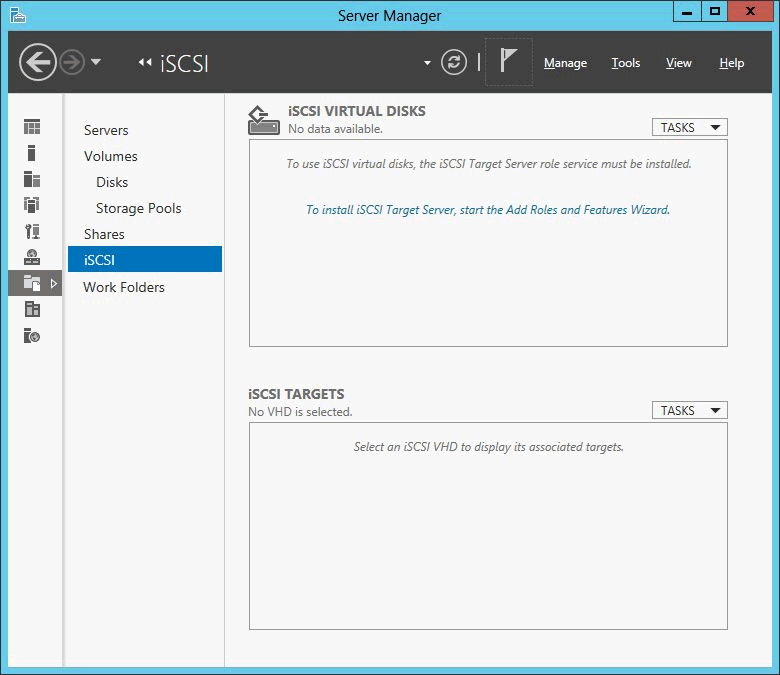 Server Manager
iSCSI
Manage Tools View Help
Servers
Volumes
Disks
Storage Pools
Shares
iSCSI
Work Folders
iSCSI VIRTUAL DISKS
No data available.
TASKS
To use iSCSI virtual disks, the iSCSI Target Server role service must be installed.
To install iSCSI Target Server, start the Add Roles and Features Wizard.
iSCSI TARGETS
No VHD is selected.
TASKS
Select an iSCSI VHD to display its associated targets.